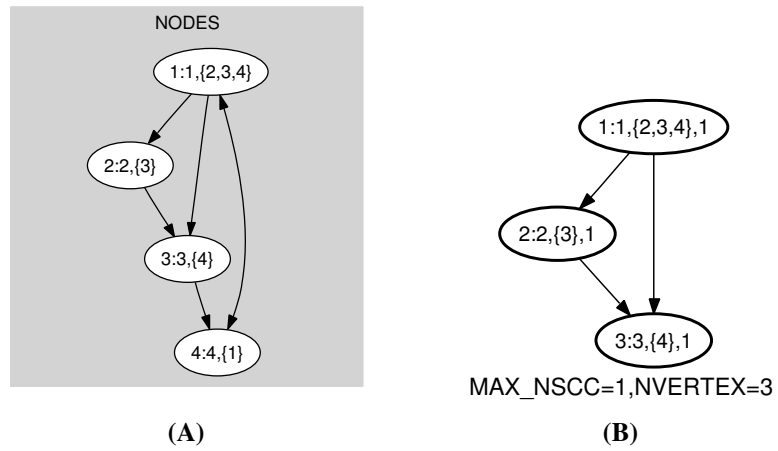 NODES
1:1,{2,3,4}
2:2,{3}
3:3,{4}
4:4,{1}
(A)
1:1,{2,3,4},1
2:2,{3},1
3:3,{4},1
MAX_NSCC=1,NVERTEX=3
(B)